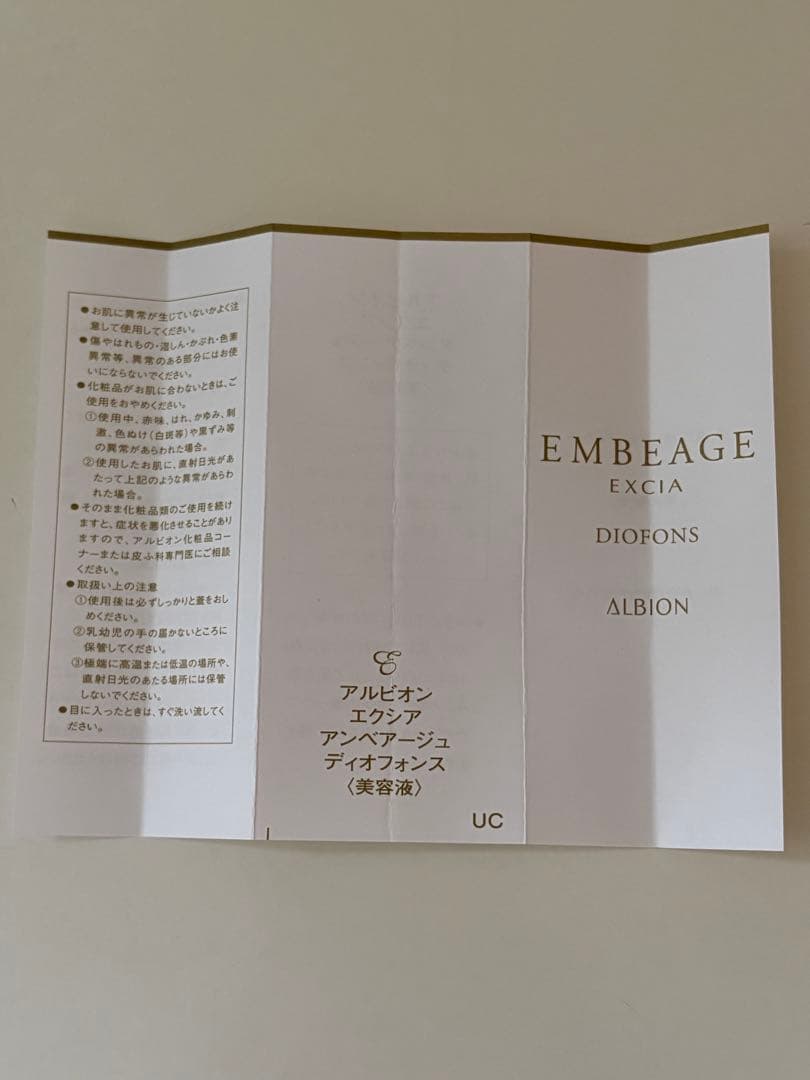 ●お肌に異常が生じていないかよく注
意して使用してください。
●傷やはれもの・湿しん・かぶれ・色素
異常等、異常のある部分にはお使
いにならないでください。
●化粧品がお肌に合わないときは、ご
使用をおやめください。
①使用中、赤味、はれ、かゆみ、刺
激、色ぬけ(白斑等)や黒ずみ等
の異常があらわれた場合。
②使用したお肌に、直射日光があ
たって上記のような異常があらわ
れた場合。
●そのまま化粧品類のご使用を続け
ますと、症状を悪化させることがあり
ますので、アルビオン化粧品コー
ナーまたは皮ふ科専門医にご相談
ください。
●取扱い上の注意
①使用後は必ずしっかりと蓋をおし
めください。
②乳幼児の手の届かないところに
保管してください。
③極端に高温または低温の場所や、
直射日光のあたる場所には保管
しないでください。
●目に入ったときは、すぐ洗い流してく
ださい。
アルビオン
エクシア
アンベアージュ
ディオフォンス
〈美容液〉
UC
EMBEAGE
EXCIA
DIOFONS
ALBION